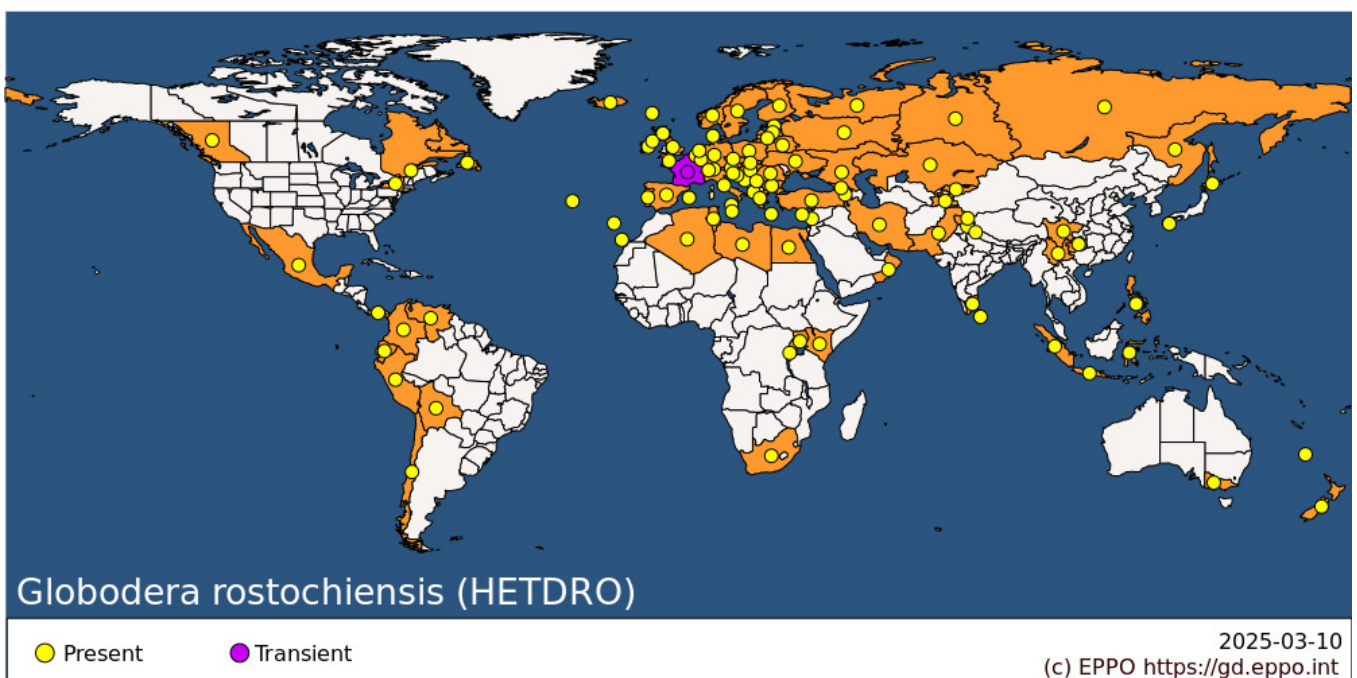 Globodera rostochiensis (HETDRO)
Present
Transient
2025-03-10
(c) EPPO https://gd.eppo.int